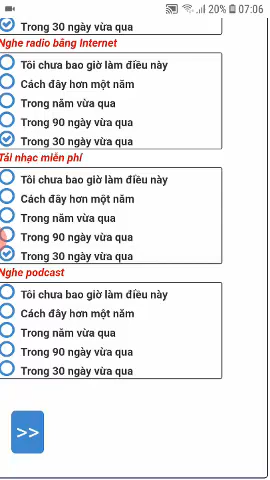 20% 07:06
Trong 30 ngày vừa qua
Nghe radio bằng Internet
Tôi chưa bao giờ làm điều này
Cách đây hơn một năm
Trong năm vừa qua
Trong 90 ngày vừa qua
Trong 30 ngày vừa qua
Tải nhạc miễn phí
Tôi chưa bao giờ làm điều này
Cách đây hơn một năm
Trong năm vừa qua
Trong 90 ngày vừa qua
Trong 30 ngày vừa qua
Nghe podcast
Tôi chưa bao giờ làm điều này
Cách đây hơn một năm
Trong năm vừa qua
Trong 90 ngày vừa qua
Trong 30 ngày vừa qua
>>